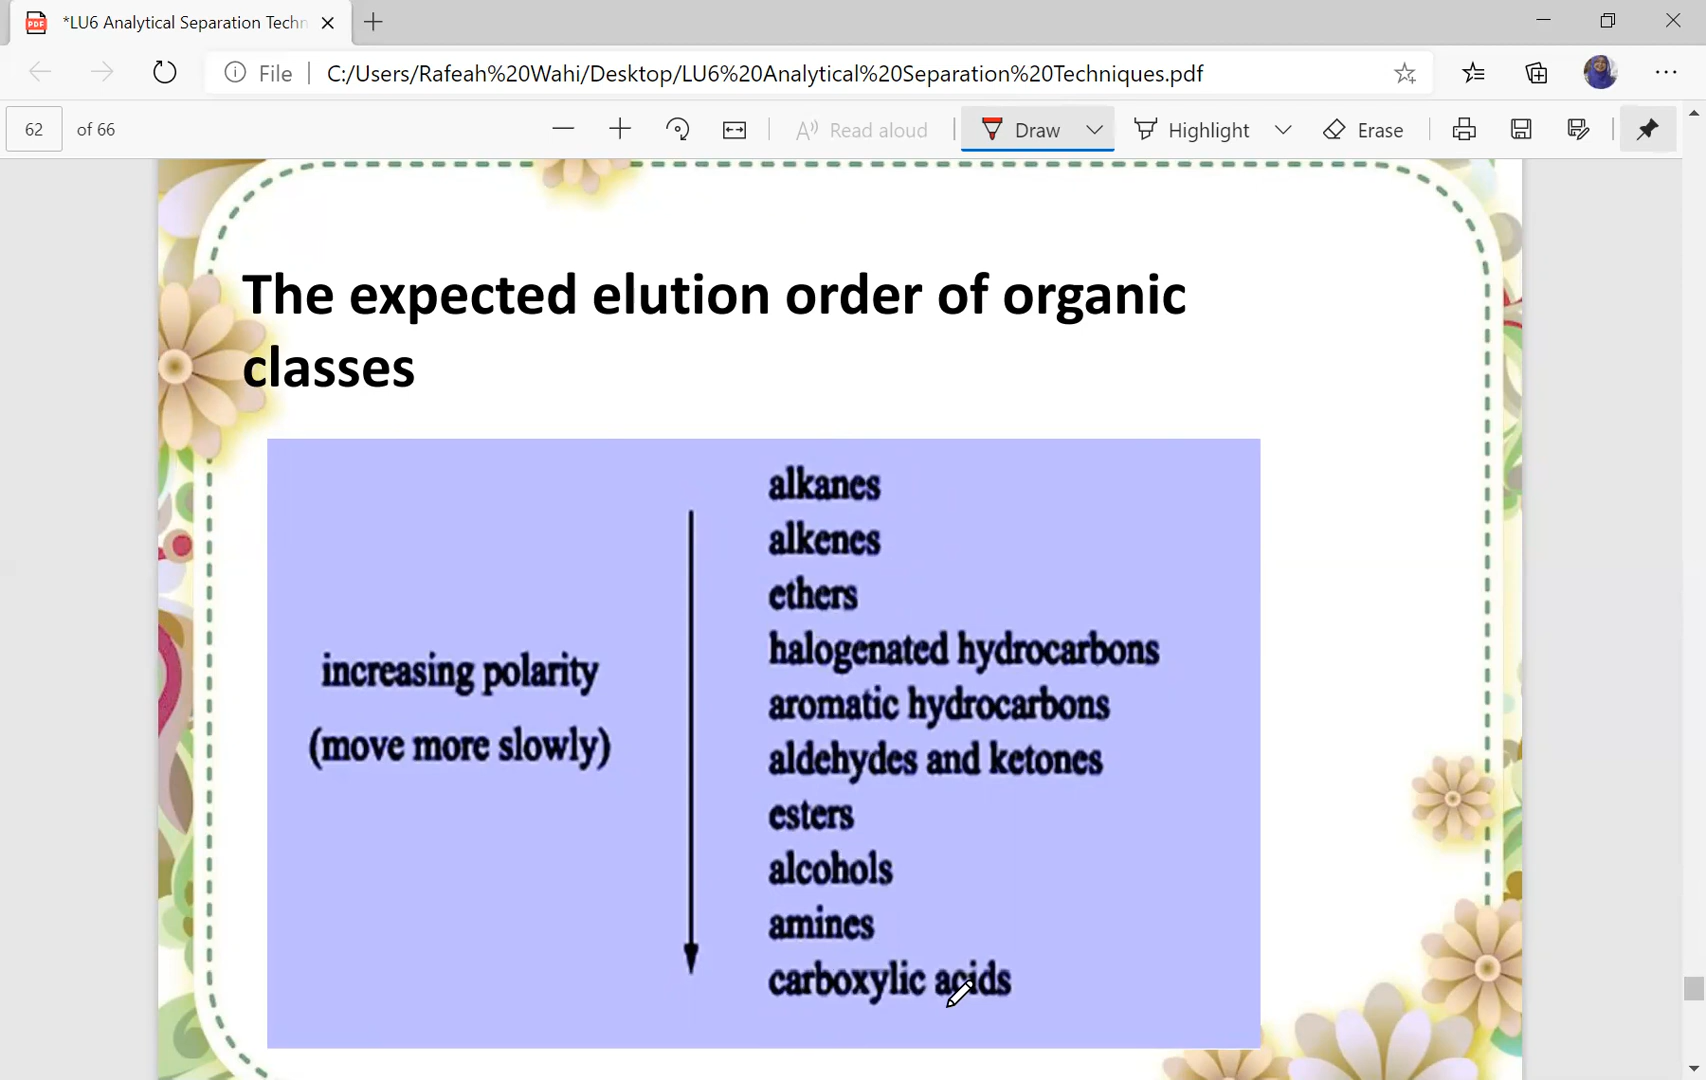 *LU6 Analytical Separation Techn
File
C:/Users/Rafeah%20Wahi/Desktop/LU6%20Analytical%20Separation%20Techniques.pdf
62 of 66
Read aloud
Draw
Highlight
Erase
The expected elution order of organic
classes
increasing polarity
(move more slowly)
alkanes
alkenes
ethers
halogenated hydrocarbons
aromatic hydrocarbons
aldehydes and ketones
esters
alcohols
amines
carboxylic acids